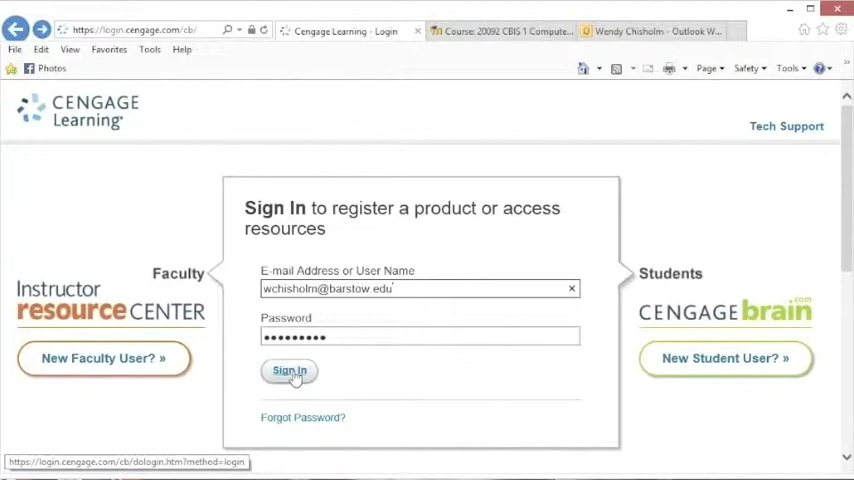 https://login.cengage.com/cb/
Cengage Learning - Login
Course: 20092 CBIS 1 Compute...
Wendy Chisholm - Outlook W...
File Edit View Favorites Tools Help
Photos
Page Safety Tools
CENGAGE
Learning
Tech Support
Sign In to register a product or access
resources
Faculty
Instructor
resource CENTER
New Faculty User? »
E-mail Address or User Name
wchisholm@barstow.edu
Password
Sign In
Forgot Password?
Students
CENGAGEbrain.com
New Student User? »
https://login.cengage.com/cb/dologin.htm?method=login